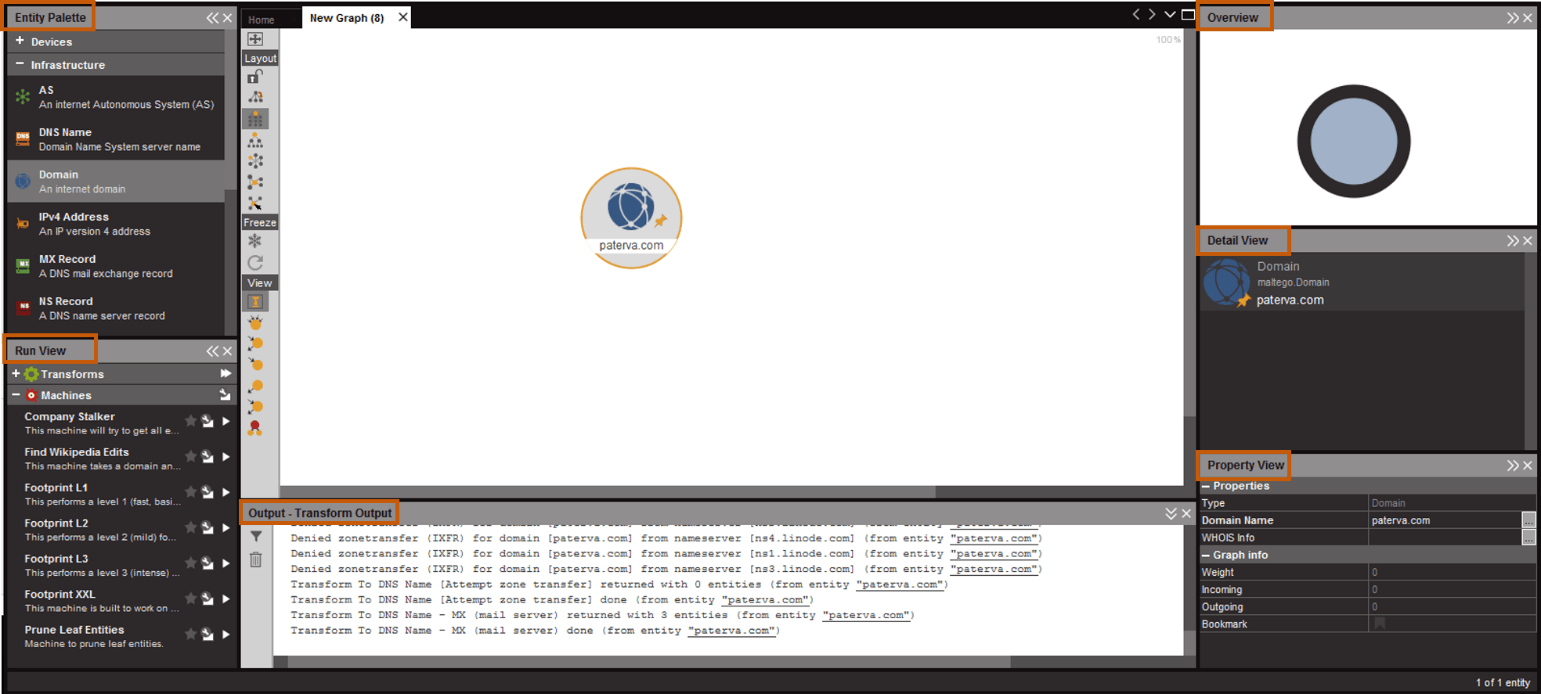 Entity Palette
+ Devices
− Infrastructure
AS
An internet Autonomous System (AS)
DNS
DNS Name
Domain Name System server name
Domain
An internet domain
IPv4 Address
An IP version 4 address
MX
MX Record
A DNS mail exchange record
NS
NS Record
A DNS name server record
Run View
+ Transforms
− Machines
Company Stalker
This machine will try to get all e...
Find Wikipedia Edits
This machine takes a domain an...
Footprint L1
This performs a level 1 (fast, basi...
Footprint L2
This performs a level 2 (mild) fo...
Footprint L3
This performs a level 3 (intense) ...
Footprint XXL
This machine is built to work on ...
Prune Leaf Entities
Machine to prune leaf entities.
Home
New Graph (8)
Layout
Freeze
View
100%
paterva.com
Output - Transform Output
Denied zonetransfer (IXFR) for domain [paterva.com] from nameserver [ns4.linode.com] (from entity "paterva.com")
Denied zonetransfer (IXFR) for domain [paterva.com] from nameserver [ns1.linode.com] (from entity "paterva.com")
Denied zonetransfer (IXFR) for domain [paterva.com] from nameserver [ns3.linode.com] (from entity "paterva.com")
Transform To DNS Name [Attempt zone transfer] returned with 0 entities (from entity "paterva.com")
Transform To DNS Name [Attempt zone transfer] done (from entity "paterva.com")
Transform To DNS Name - MX (mail server) returned with 3 entities (from entity "paterva.com")
Transform To DNS Name - MX (mail server) done (from entity "paterva.com")
Overview
Detail View
Domain
maltego.Domain
paterva.com
Property View
− Properties
Type Domain
Domain Name paterva.com ...
WHOIS Info ...
− Graph info
Weight 0
Incoming 0
Outgoing 0
Bookmark
1 of 1 entity